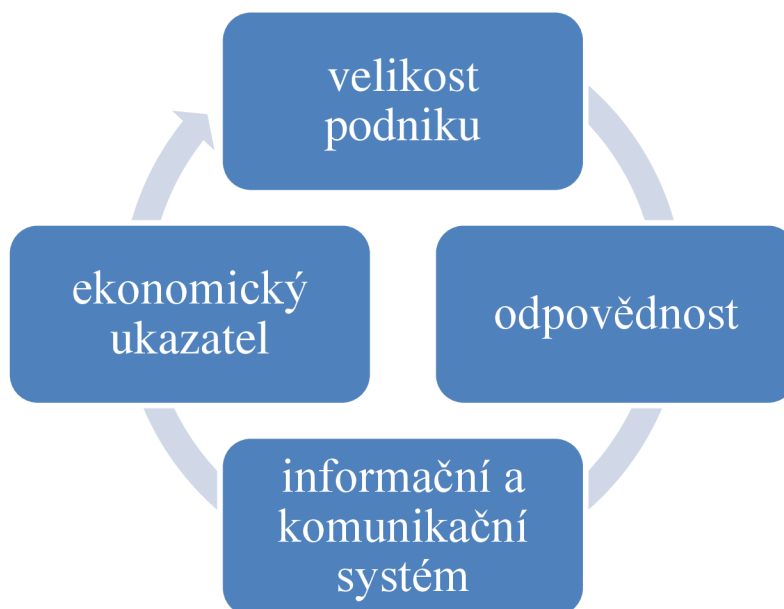 velikost
podniku
ekonomický
ukazatel
odpovědnost
informační a
komunikační
systém